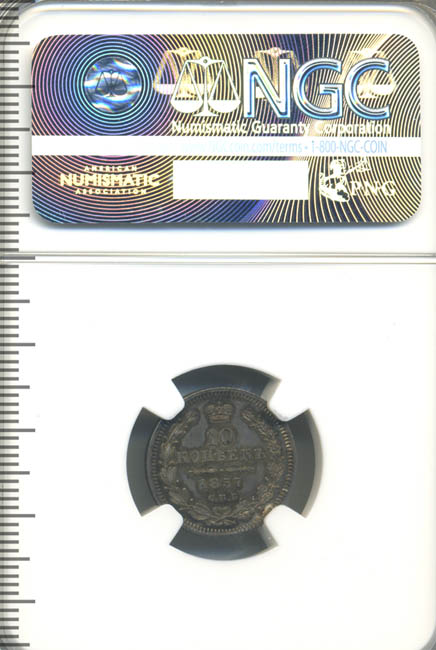 NGC
Numismatic Guaranty Corporation
www.NGCcoin.com/terms • 1-800-NGC-COIN
AMERICAN
NUMISMATIC
ASSOCIATION
PNG
10
КОПѢЕКЪ
1857
С.П.Б.